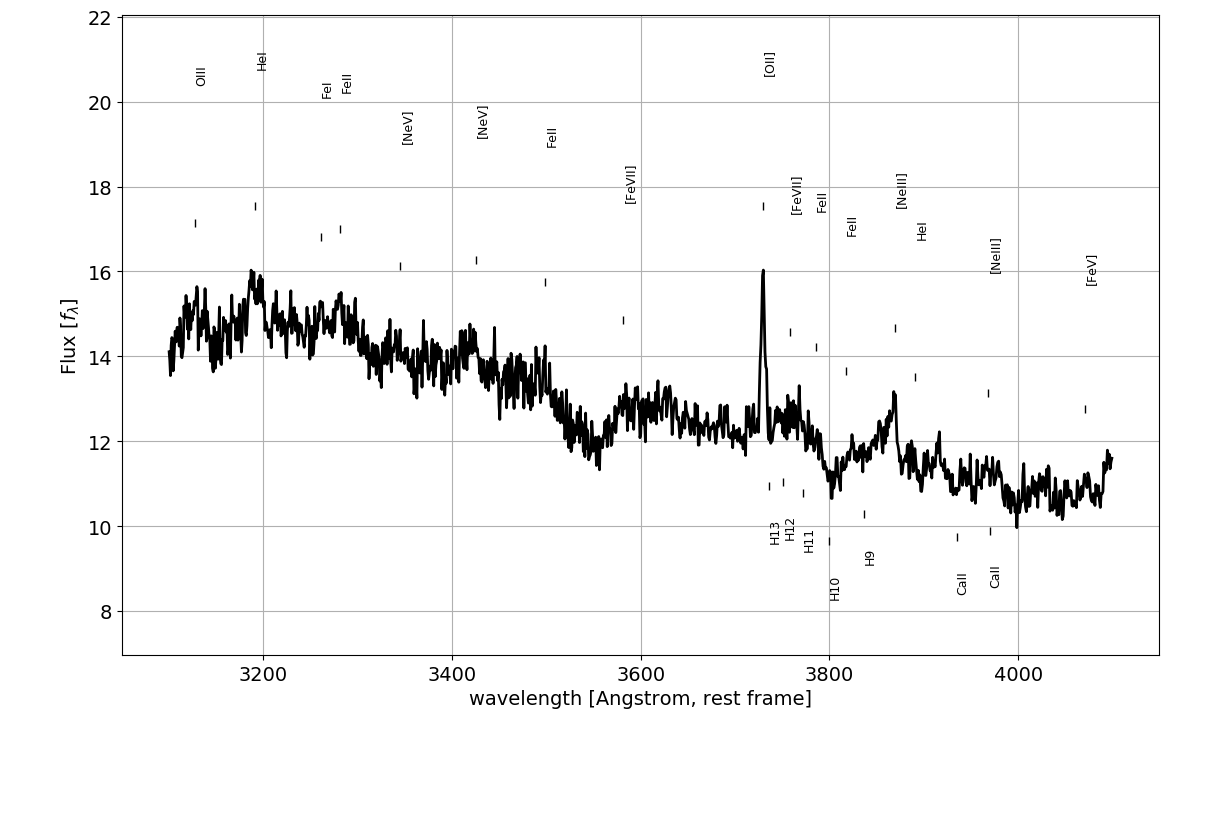 22
20
18
16
14
12
10
8
Flux [fλ]
OIII
HeI
FeI
FeII
[NeV]
[NeV]
FeII
[FeVII]
[OII]
[FeVII]
FeII
FeII
[NeIII]
HeI
[NeIII]
[FeV]
H13
H12
H11
H10
H9
CaII
CaII
3200
3400
3600
3800
4000
wavelength [Angstrom, rest frame]